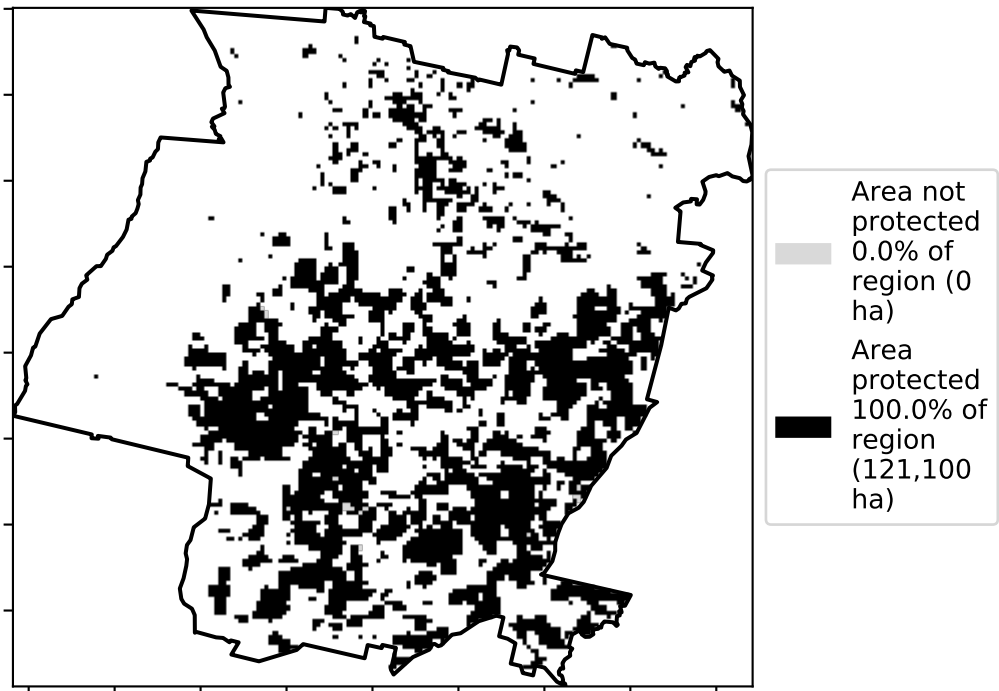 Area not
protected
0.0% of
region (0
ha)
Area
protected
100.0% of
region
(121,100
ha)